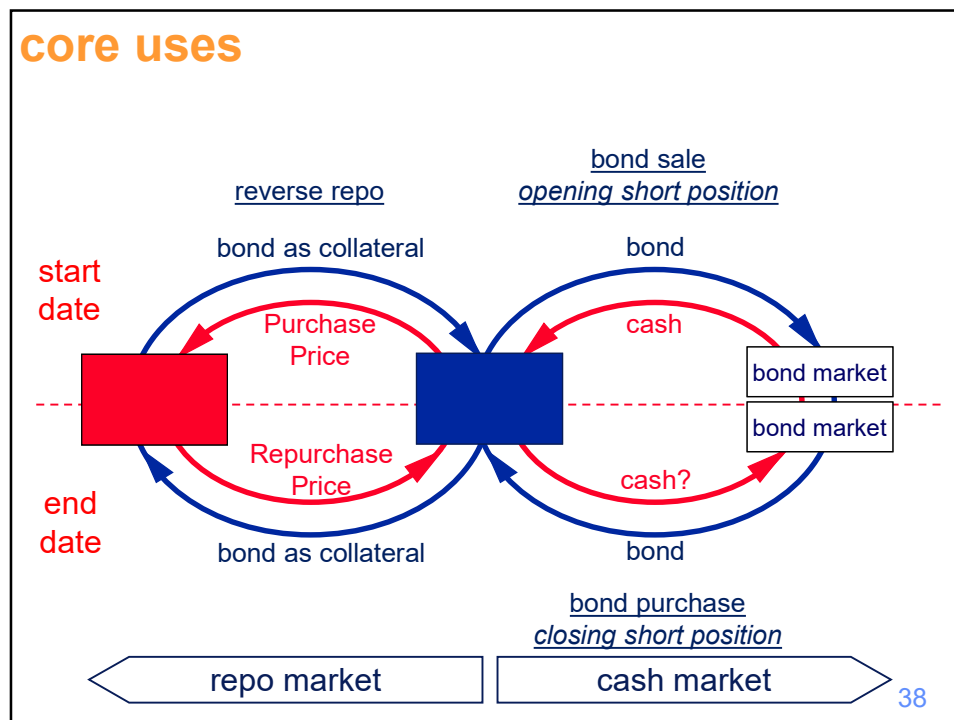 core uses
bond sale
opening short position
reverse repo
bond as collateral
bond
start
date
Purchase
Price
cash
bond market
bond market
Repurchase
Price
cash?
end
date
bond as collateral
bond
bond purchase
closing short position
repo market
cash market
38